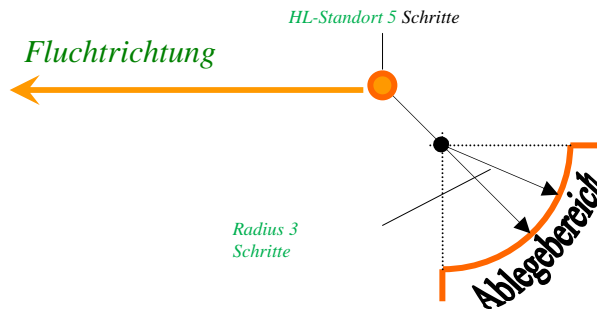 HL-Standort 5 Schritte
Fluchtrichtung
Radius 3
Schritte
Ablegebereich